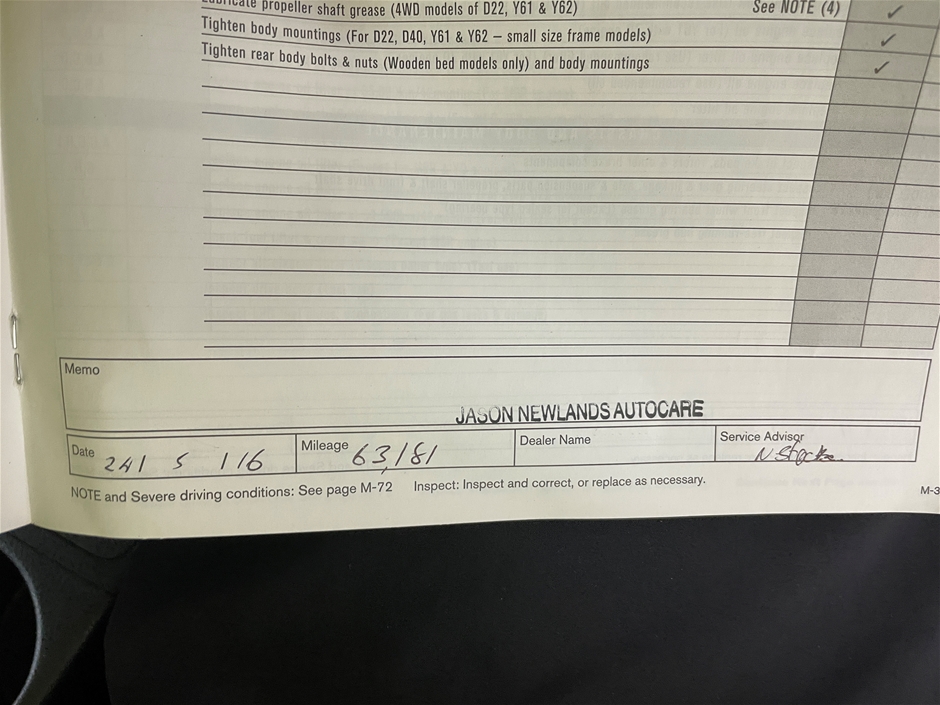 Lubricate propeller shaft grease (4WD models of D22, Y61 & Y62) See NOTE (4) ✓
Tighten body mountings (For D22, D40, Y61 & Y62 – small size frame models) ✓
Tighten rear body bolts & nuts (Wooden bed models only) and body mountings ✓
Memo
JASON NEWLANDS AUTOCARE
Date 24/ 5 /16 Mileage 63,181 Dealer Name Service Advisor
NOTE and Severe driving conditions: See page M-72 Inspect: Inspect and correct, or replace as necessary.